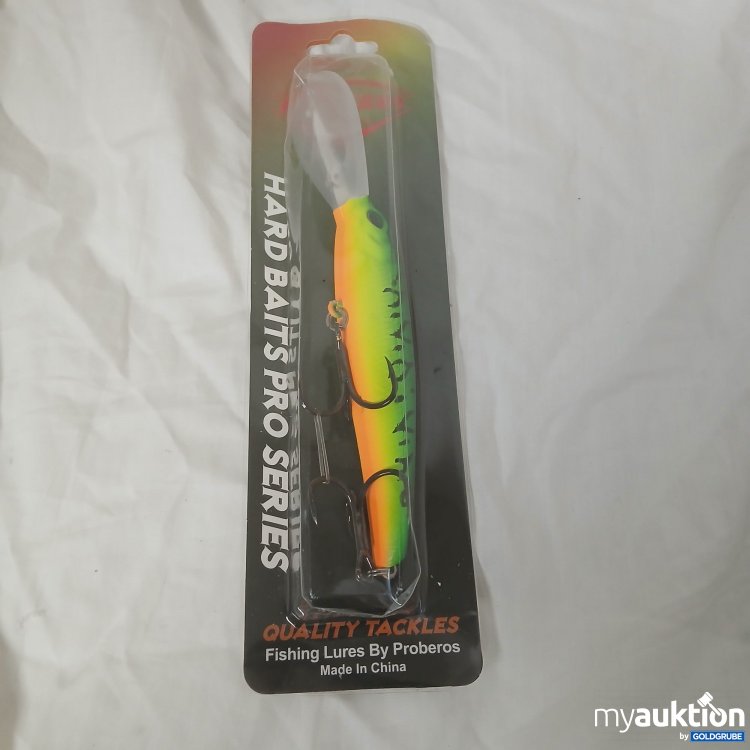 HARD BAITS PRO SERIES
QUALITY TACKLES
Fishing Lures By Proberos
Made In China
myauktion
by GOLDGRUBE